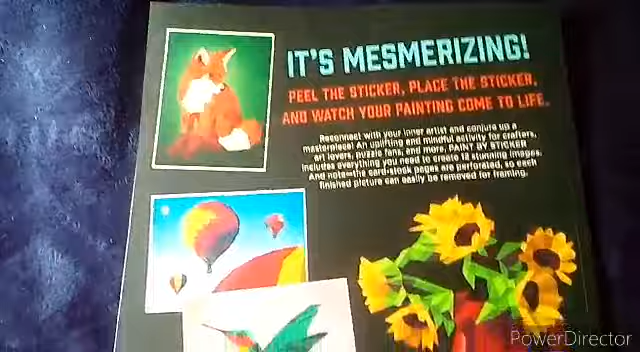 IT'S MESMERIZING!
PEEL THE STICKER, PLACE THE STICKER,
AND WATCH YOUR PAINTING COME TO LIFE.
Reconnect with your inner artist and conjure up a
masterpiece! An uplifting and mindful activity for crafters,
art lovers, puzzle fans, and more, PAINT BY STICKER
includes everything you need to create 12 stunning images.
And note—the card-stock pages are perforated, so each
finished picture can easily be removed for framing.
PowerDirector